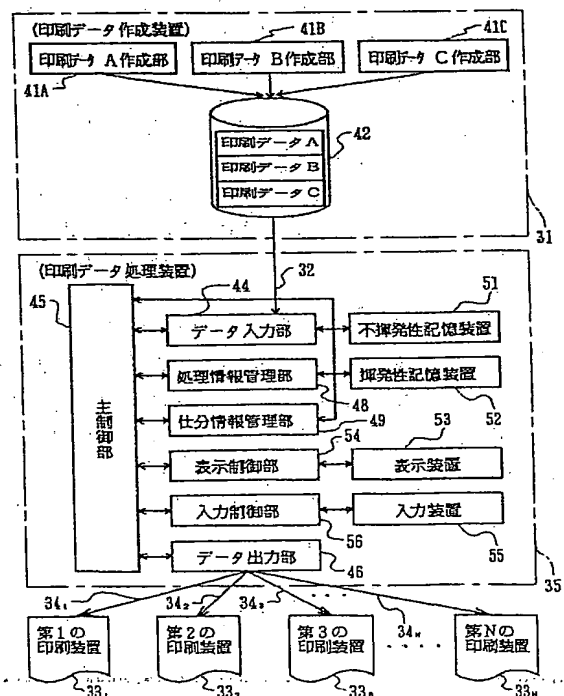 (印刷データ作成装置)
41B
41C
印刷データ A 作成部
印刷データ B 作成部
印刷データ C 作成部
41A
42
印刷データA
印刷データB
印刷データC
31
(印刷データ処理装置)
32
45
44
51
データ入力部
不揮発性記憶装置
処理情報管理部
揮発性記憶装置
48
52
仕分情報管理部
49
主制御部
54
53
表示制御部
表示装置
入力制御部
入力装置
56
55
データ出力部
46
35
34₁
34₂
34₃
34ɴ
第1の
印刷装置
第2の
印刷装置
第3の
印刷装置
第Nの
印刷装置
33₁
33₂
33₃
33ɴ